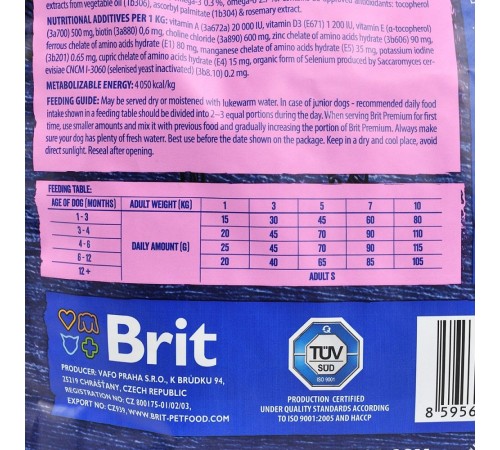 extracts from vegetable oil (1b306), ascorbyl-palmitat (1b304) & rosemary extract.
NUTRITIONAL ADDITIVES PER 1 KG: vitamin A (3a672a) 20 000 IU, vitamin D3 (E671) 1 200 IU, vitamin E (α-tocopherol)
(3a700) 500 mg, biotin (3a880) 0,6 mg, choline chloride (3a890) 600 mg, zinc chelate of amino acids hydrate (3b606) 90 mg,
ferrous chelate of amino acids hydrate (E1) 80 mg, manganese chelate of amino acids hydrate (E5) 35 mg, potassium iodine
(3b201) 0.65 mg, cupric chelate of amino acids hydrate (E4) 15 mg, organic form of Selenium produced by Saccaromyces cer-
evisiae CNCM I-3060 (selenised yeast inactivated) (3b8.10) 0.2 mg.
METABOLIZABLE ENERGY: 4 050 kcal/kg
FEEDING GUIDE: May be served dry or moistened with lukewarm water. In case of junior dogs - recommended daily food
intake shown in a feeding table should be divided into 2–3 equal portions during the day. When serving Brit Premium for first
time, use smaller amounts and mix it with previous food and gradually increasing the portion of Brit Premium. Always make
sure your dog has plenty of fresh water. Best use before the date shown on the package. Keep in a dry and cool place, avoid
direct sunlight. Reseal after opening.
FEEDING TABLE:
AGE OF DOG [MONTHS] ADULT WEIGHT [KG] 1 3 5 7 10
1 - 3 15 30 45 60 80
3 - 4 20 45 70 90 110
4 - 6 DAILY AMOUNT [G] 25 45 70 90 115
6 - 12 20 40 65 85 105
12 + ADULT S
Brit
TÜV
SÜD
ISO 9001
PRODUCER: VAFO PRAHA S.R.O., K BRŮDKU 94,
25219 CHRÁŠŤANY, CZECH REPUBLIC
REGISTRATION NO: CZ 800175-01/02/03,
EXPORT NO: CZ939, WWW.BRIT-PETFOOD.COM
PRODUCTION CERTIFIED
UNDER QUALITY STANDARDS ACCORDING
TO ISO 9001:2005 AND HACCP
8 5956